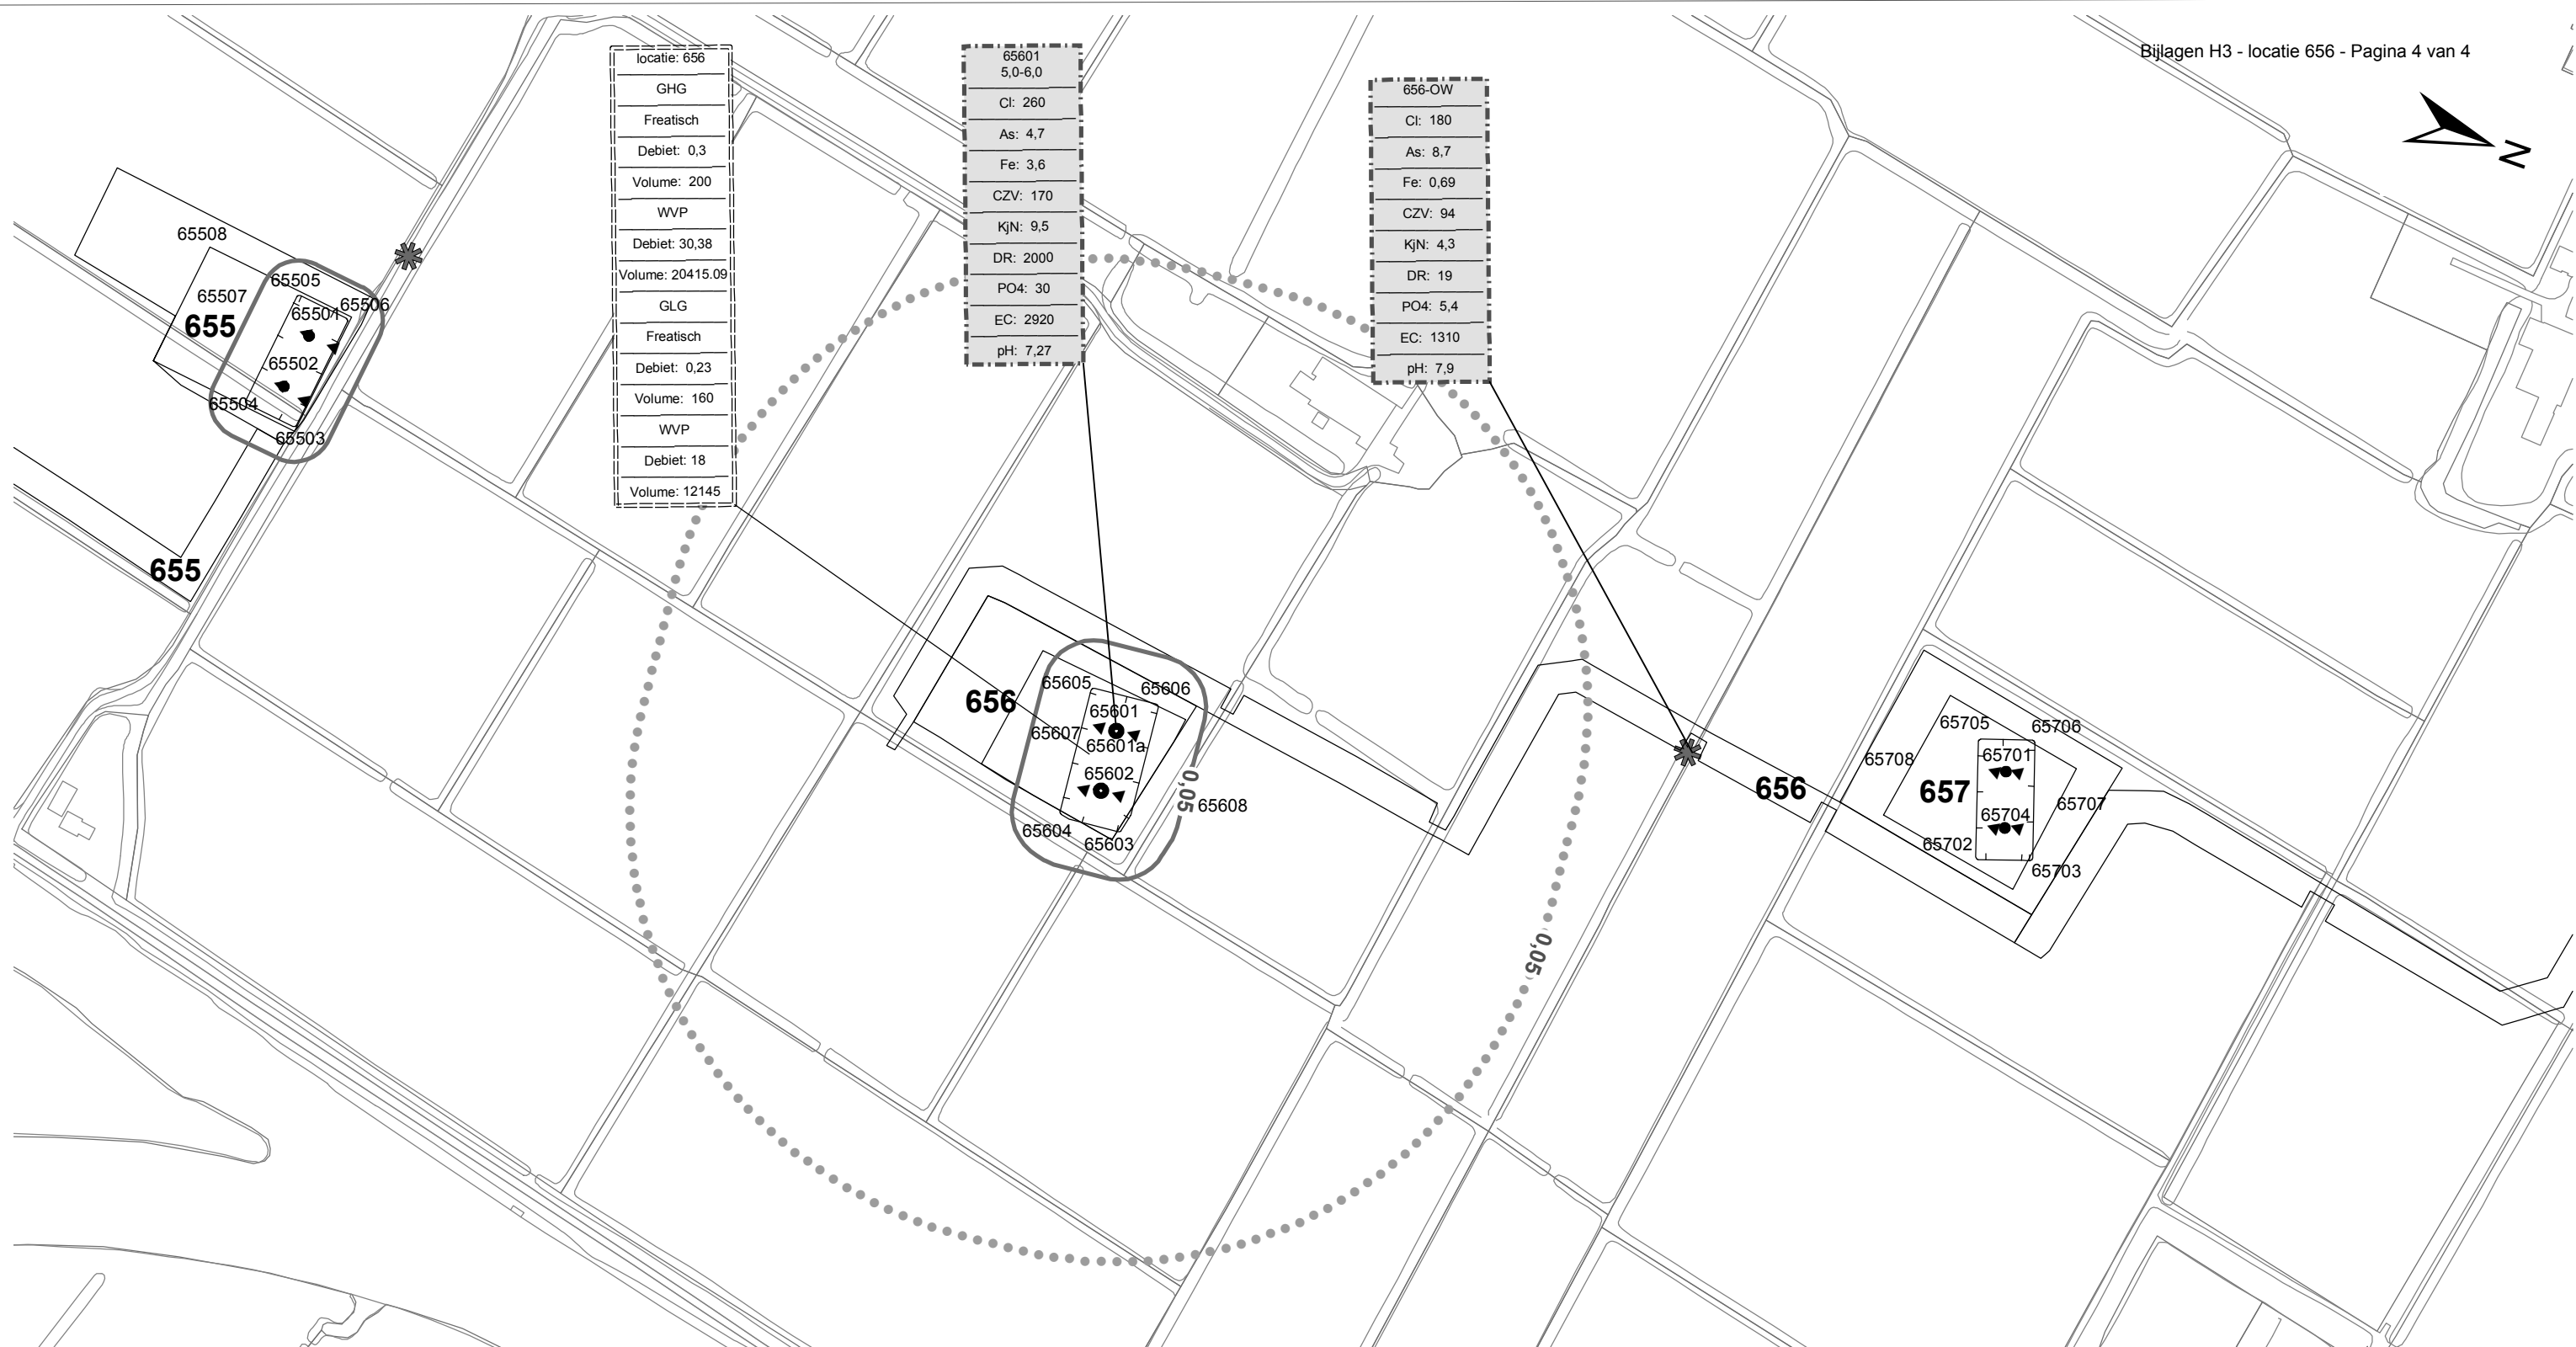 Bijlagen H3 - locatie 656 - Pagina 4 van 4
N
locatie: 656
GHG
Freatisch
Debiet: 0,3
Volume: 200
WVP
Debiet: 30,38
Volume: 20415.09
GLG
Freatisch
Debiet: 0,23
Volume: 160
WVP
Debiet: 18
Volume: 12145
65601
5,0-6,0
Cl: 260
As: 4,7
Fe: 3,6
CZV: 170
KjN: 9,5
DR: 2000
PO4: 30
EC: 2920
pH: 7,27
656-OW
Cl: 180
As: 8,7
Fe: 0,69
CZV: 94
KjN: 4,3
DR: 19
PO4: 5,4
EC: 1310
pH: 7,9
65508
65505
65507
65506
65501
655
65502
65504
65503
655
65605
65606
656
65601
65607
65601a
65602
0,05
65608
65604
65603
0,05
656
65705
65706
65708
65701
657
65707
65704
65702
65703